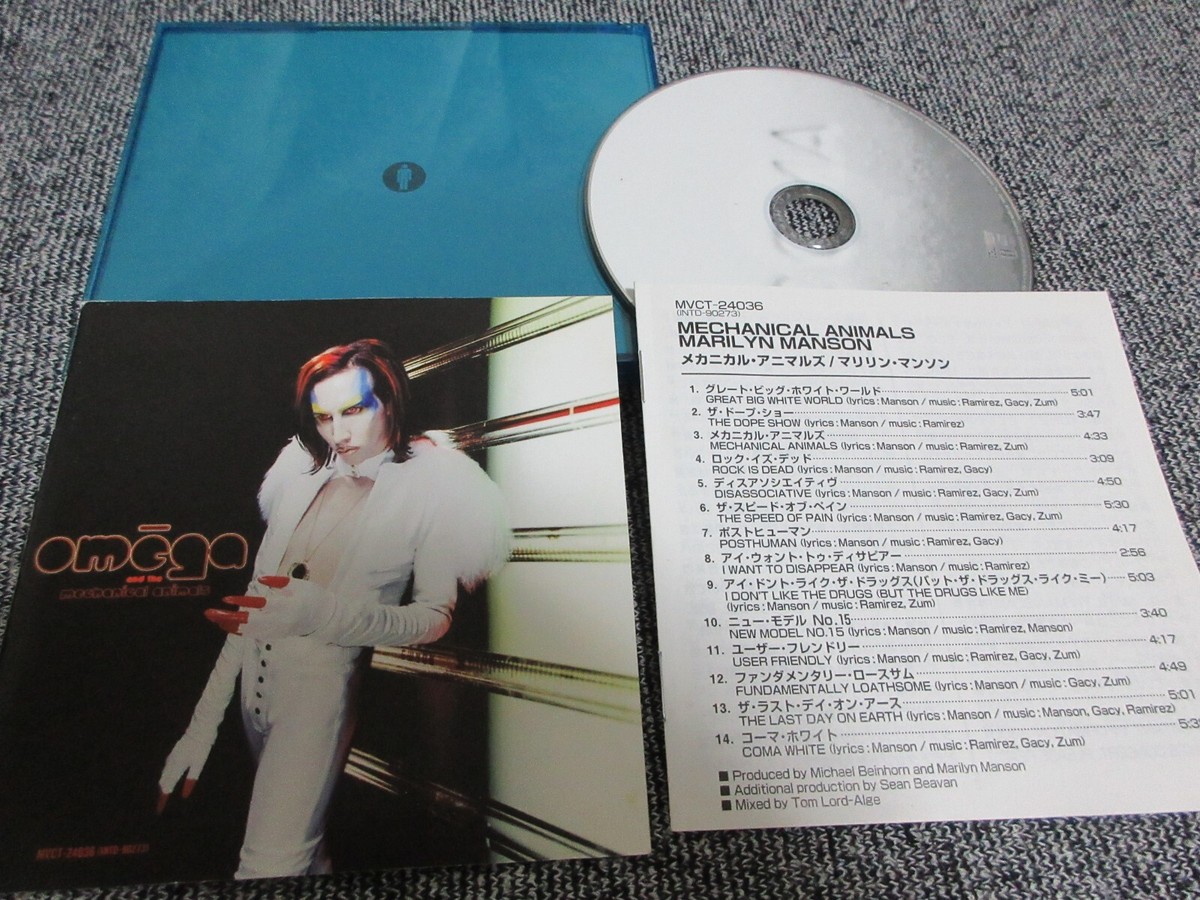 omēga
and the
mechanical animals
MVCT-24036 (INTD-90273)
MVCT-24036
(INTD-90273)
MECHANICAL ANIMALS
MARILYN MANSON
メカニカル・アニマルズ / マリリン・マンソン
1. グレート・ビッグ・ホワイト・ワールド 5:01
GREAT BIG WHITE WORLD (lyrics : Manson / music : Ramirez, Gacy, Zum)
2. ザ・ドープ・ショー 3:47
THE DOPE SHOW (lyrics : Manson / music : Ramirez)
3. メカニカル・アニマルズ 4:33
MECHANICAL ANIMALS (lyrics : Manson / music : Ramirez, Zum)
4. ロック・イズ・デッド 3:09
ROCK IS DEAD (lyrics : Manson / music : Ramirez, Gacy)
5. ディスアソシエイティヴ 4:50
DISASSOCIATIVE (lyrics : Manson / music : Ramirez, Gacy, Zum)
6. ザ・スピード・オブ・ペイン 5:30
THE SPEED OF PAIN (lyrics : Manson / music : Ramirez, Gacy, Zum)
7. ポストヒューマン 4:17
POSTHUMAN (lyrics : Manson / music : Ramirez, Gacy)
8. アイ・ウォント・トゥ・ディサピアー 2:56
I WANT TO DISAPPEAR (lyrics : Manson / music : Ramirez)
9. アイ・ドント・ライク・ザ・ドラッグス(バット・ザ・ドラッグス・ライク・ミー) 5:03
I DON'T LIKE THE DRUGS (BUT THE DRUGS LIKE ME)
(lyrics : Manson / music : Ramirez, Zum)
10. ニュー・モデル No.15 3:40
NEW MODEL NO.15 (lyrics : Manson / music : Ramirez, Manson)
11. ユーザー・フレンドリー 4:17
USER FRIENDLY (lyrics : Manson / music : Ramirez, Gacy, Zum)
12. ファンダメンタリー・ロースサム 4:49
FUNDAMENTALLY LOATHSOME (lyrics : Manson / music : Gacy, Zum)
13. ザ・ラスト・デイ・オン・アース 5:01
THE LAST DAY ON EARTH (lyrics : Manson / music : Manson, Gacy, Ramirez)
14. コーマ・ホワイト
COMA WHITE (lyrics : Manson / music : Ramirez, Gacy, Zum)
■ Produced by Michael Beinhorn and Marilyn Manson
■ Additional production by Sean Beavan
■ Mixed by Tom Lord-Alge